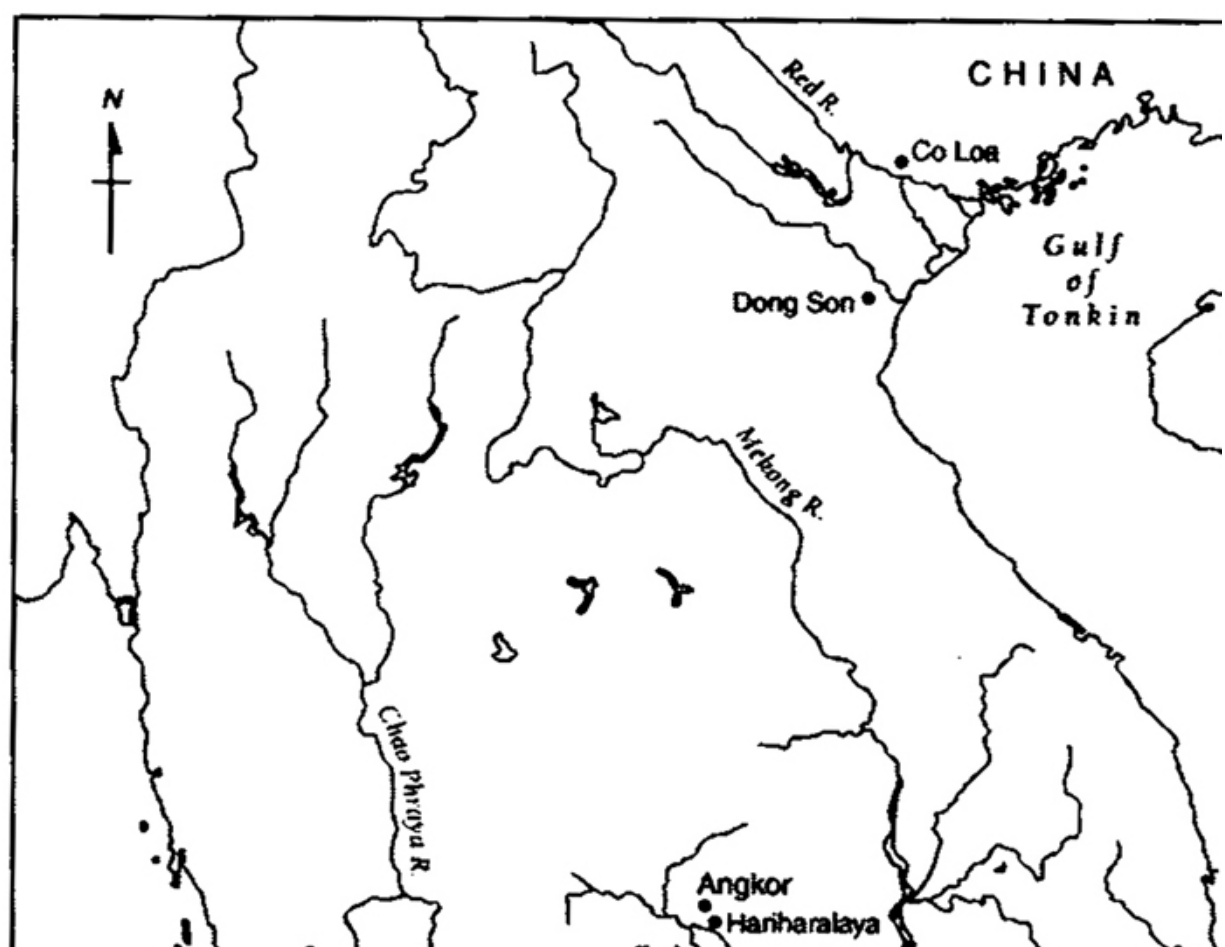 N
CHINA
Red R.
Co Loa
Gulf
of
Tonkin
Dong Son
Mekong R.
Chao Phraya R.
Angkor
Hariharalaya